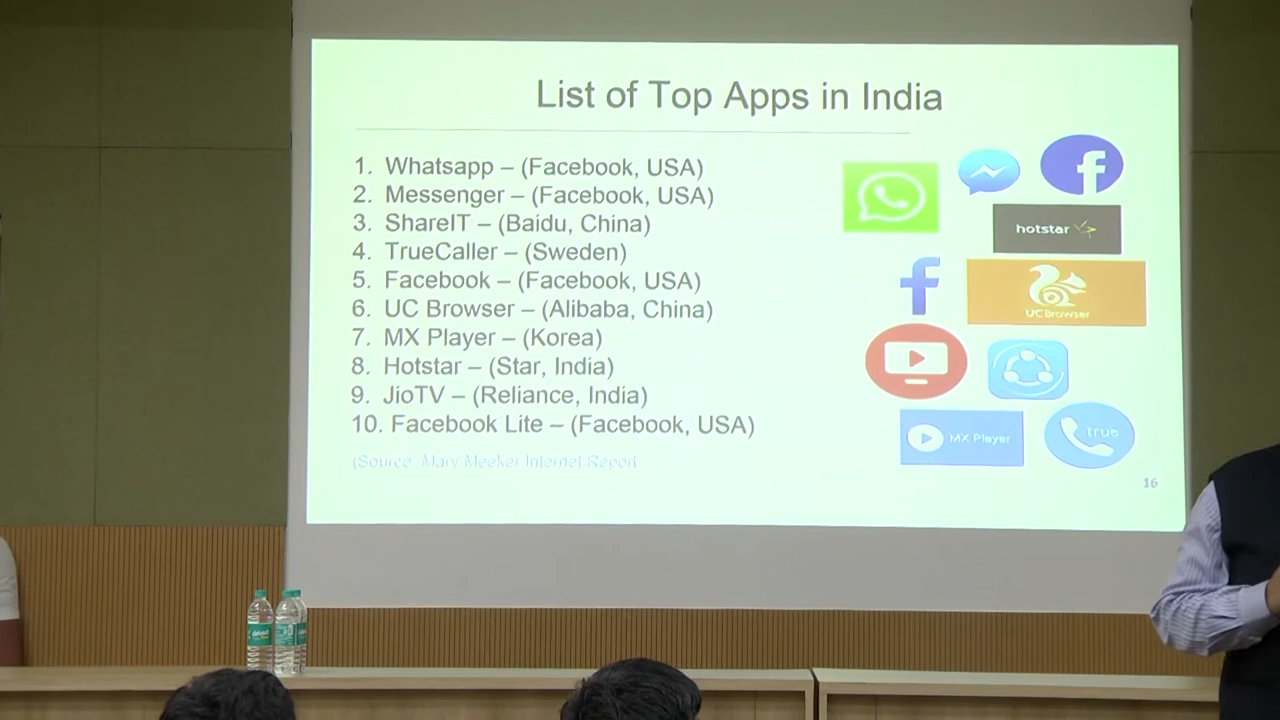 List of Top Apps in India
1. Whatsapp – (Facebook, USA)
2. Messenger – (Facebook, USA)
3. ShareIT – (Baidu, China)
4. TrueCaller – (Sweden)
5. Facebook – (Facebook, USA)
6. UC Browser – (Alibaba, China)
7. MX Player – (Korea)
8. Hotstar – (Star, India)
9. JioTV – (Reliance, India)
10. Facebook Lite – (Facebook, USA)
(Source: Mary Meeker Internet Report
hotstar
UC Browser
MX Player
true
16